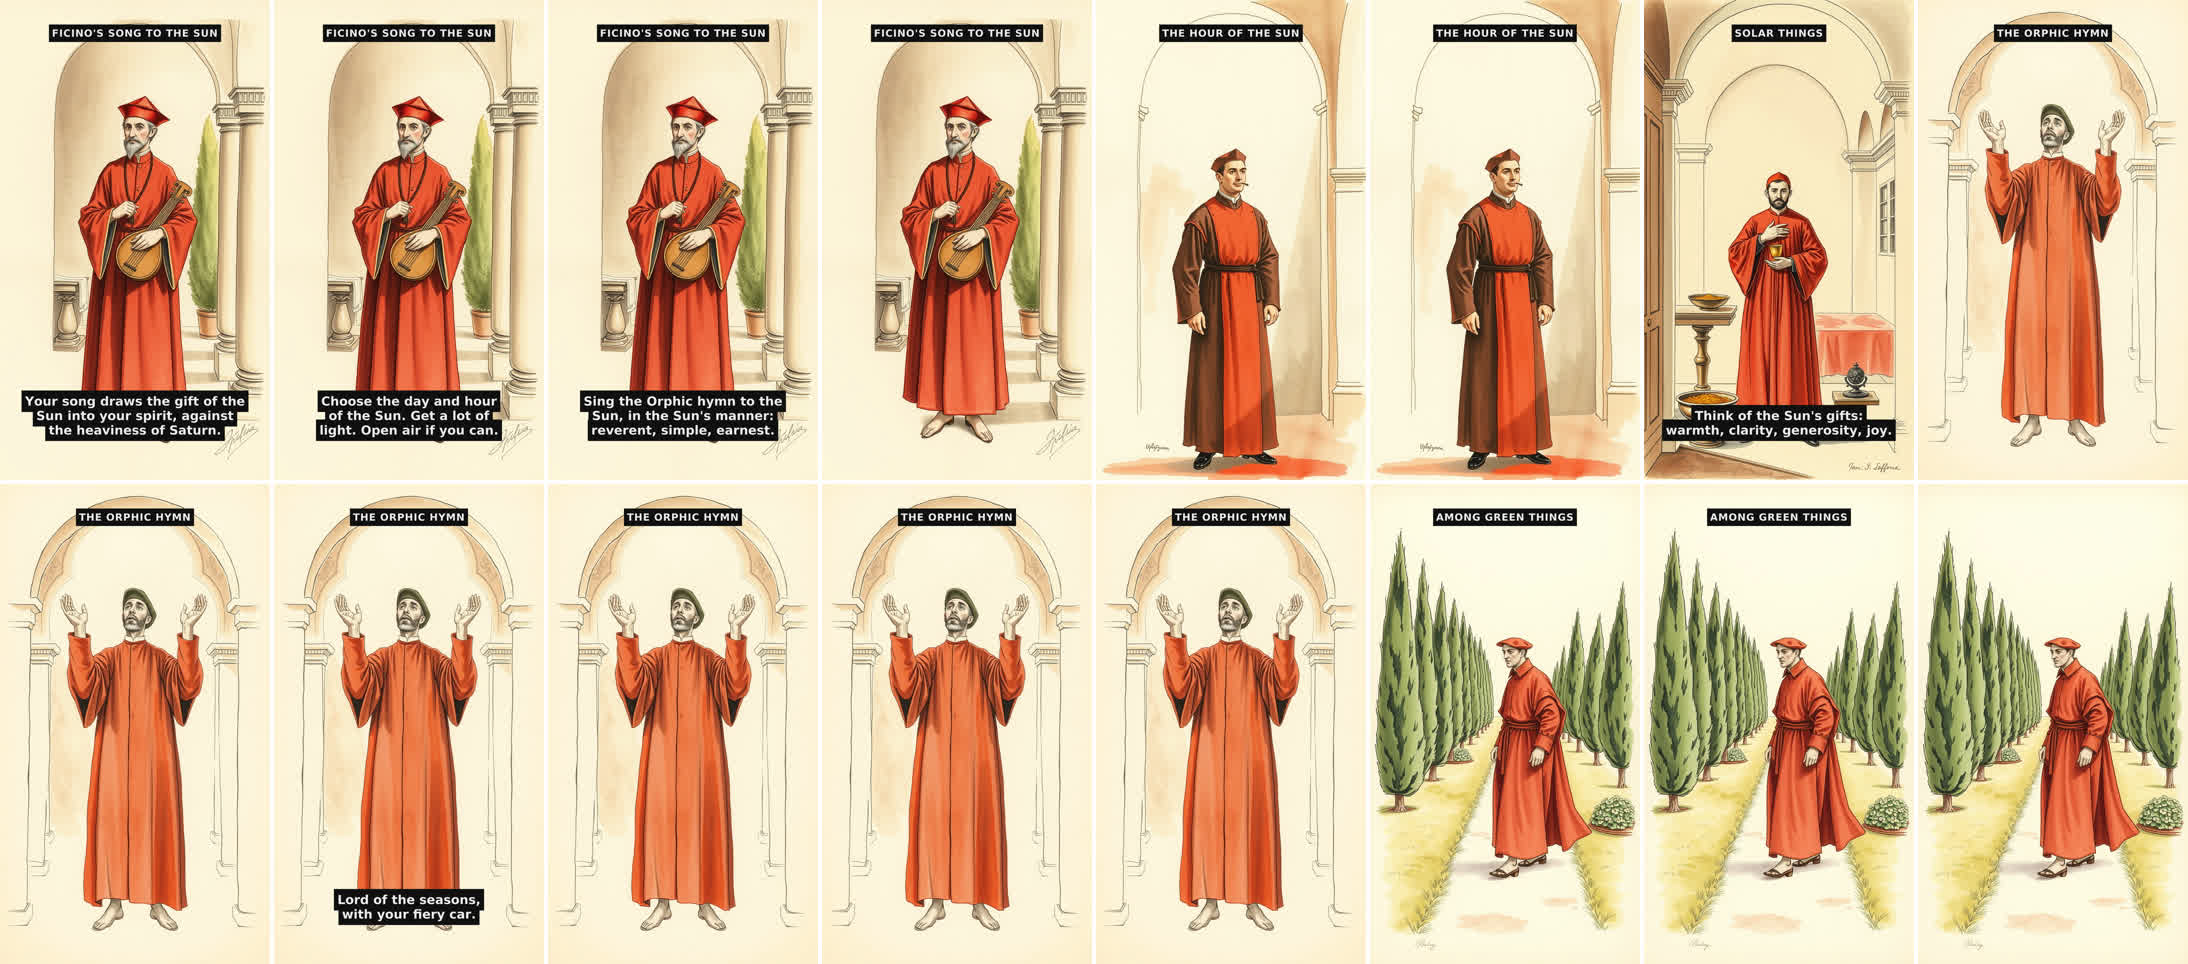 FICINO'S SONG TO THE SUN
Your song draws the gift of the
Sun into your spirit, against
the heaviness of Saturn.
FICINO'S SONG TO THE SUN
Choose the day and hour
of the Sun. Get a lot of
light. Open air if you can.
FICINO'S SONG TO THE SUN
Sing the Orphic hymn to the
Sun, in the Sun's manner:
reverent, simple, earnest.
FICINO'S SONG TO THE SUN
THE HOUR OF THE SUN
THE HOUR OF THE SUN
SOLAR THINGS
Think of the Sun's gifts:
warmth, clarity, generosity, joy.
THE ORPHIC HYMN
THE ORPHIC HYMN
THE ORPHIC HYMN
Lord of the seasons,
with your fiery car.
THE ORPHIC HYMN
THE ORPHIC HYMN
THE ORPHIC HYMN
AMONG GREEN THINGS
AMONG GREEN THINGS